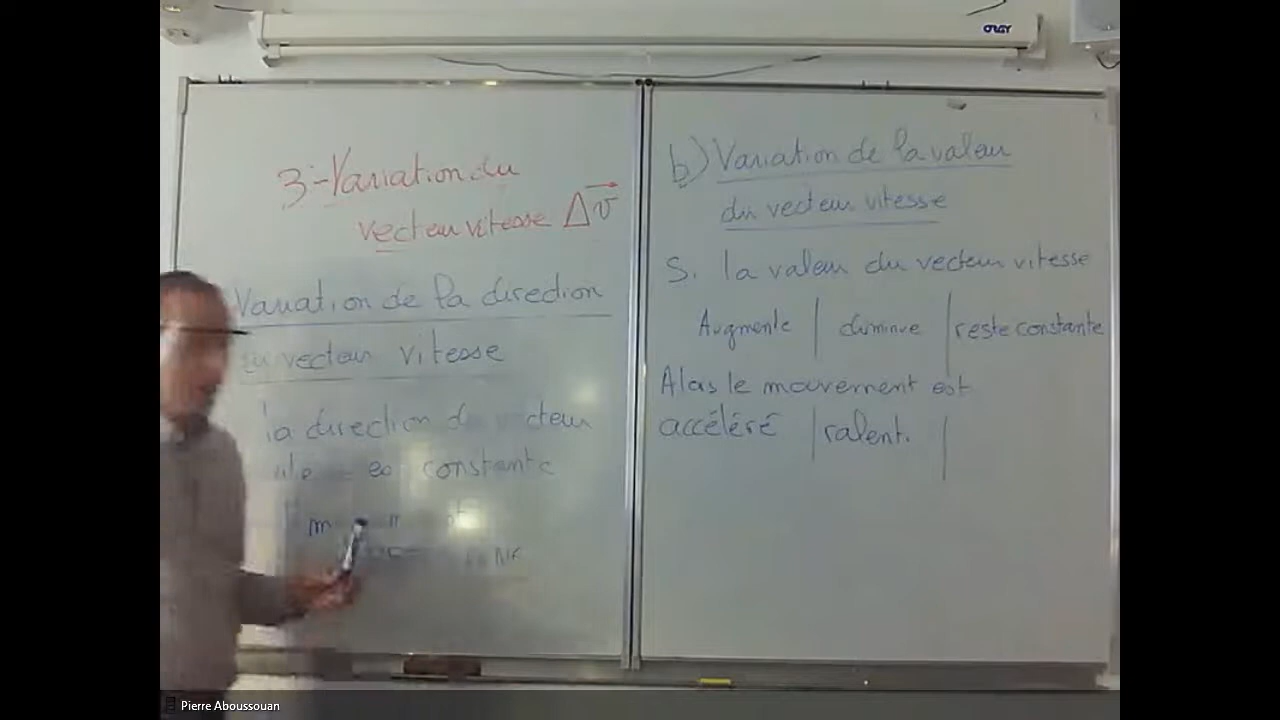 ORAY
3-Variation du
vecteur vitesse Δv
Variation de la direction
vecteur vitesse
la direction
constante
b) Variation de la valeur
du vecteur vitesse
S. la valeur du vecteur vitesse
Augmente | diminue | reste constante
Alors le mouvement est
accéléré | ralent. |
Pierre Aboussouan